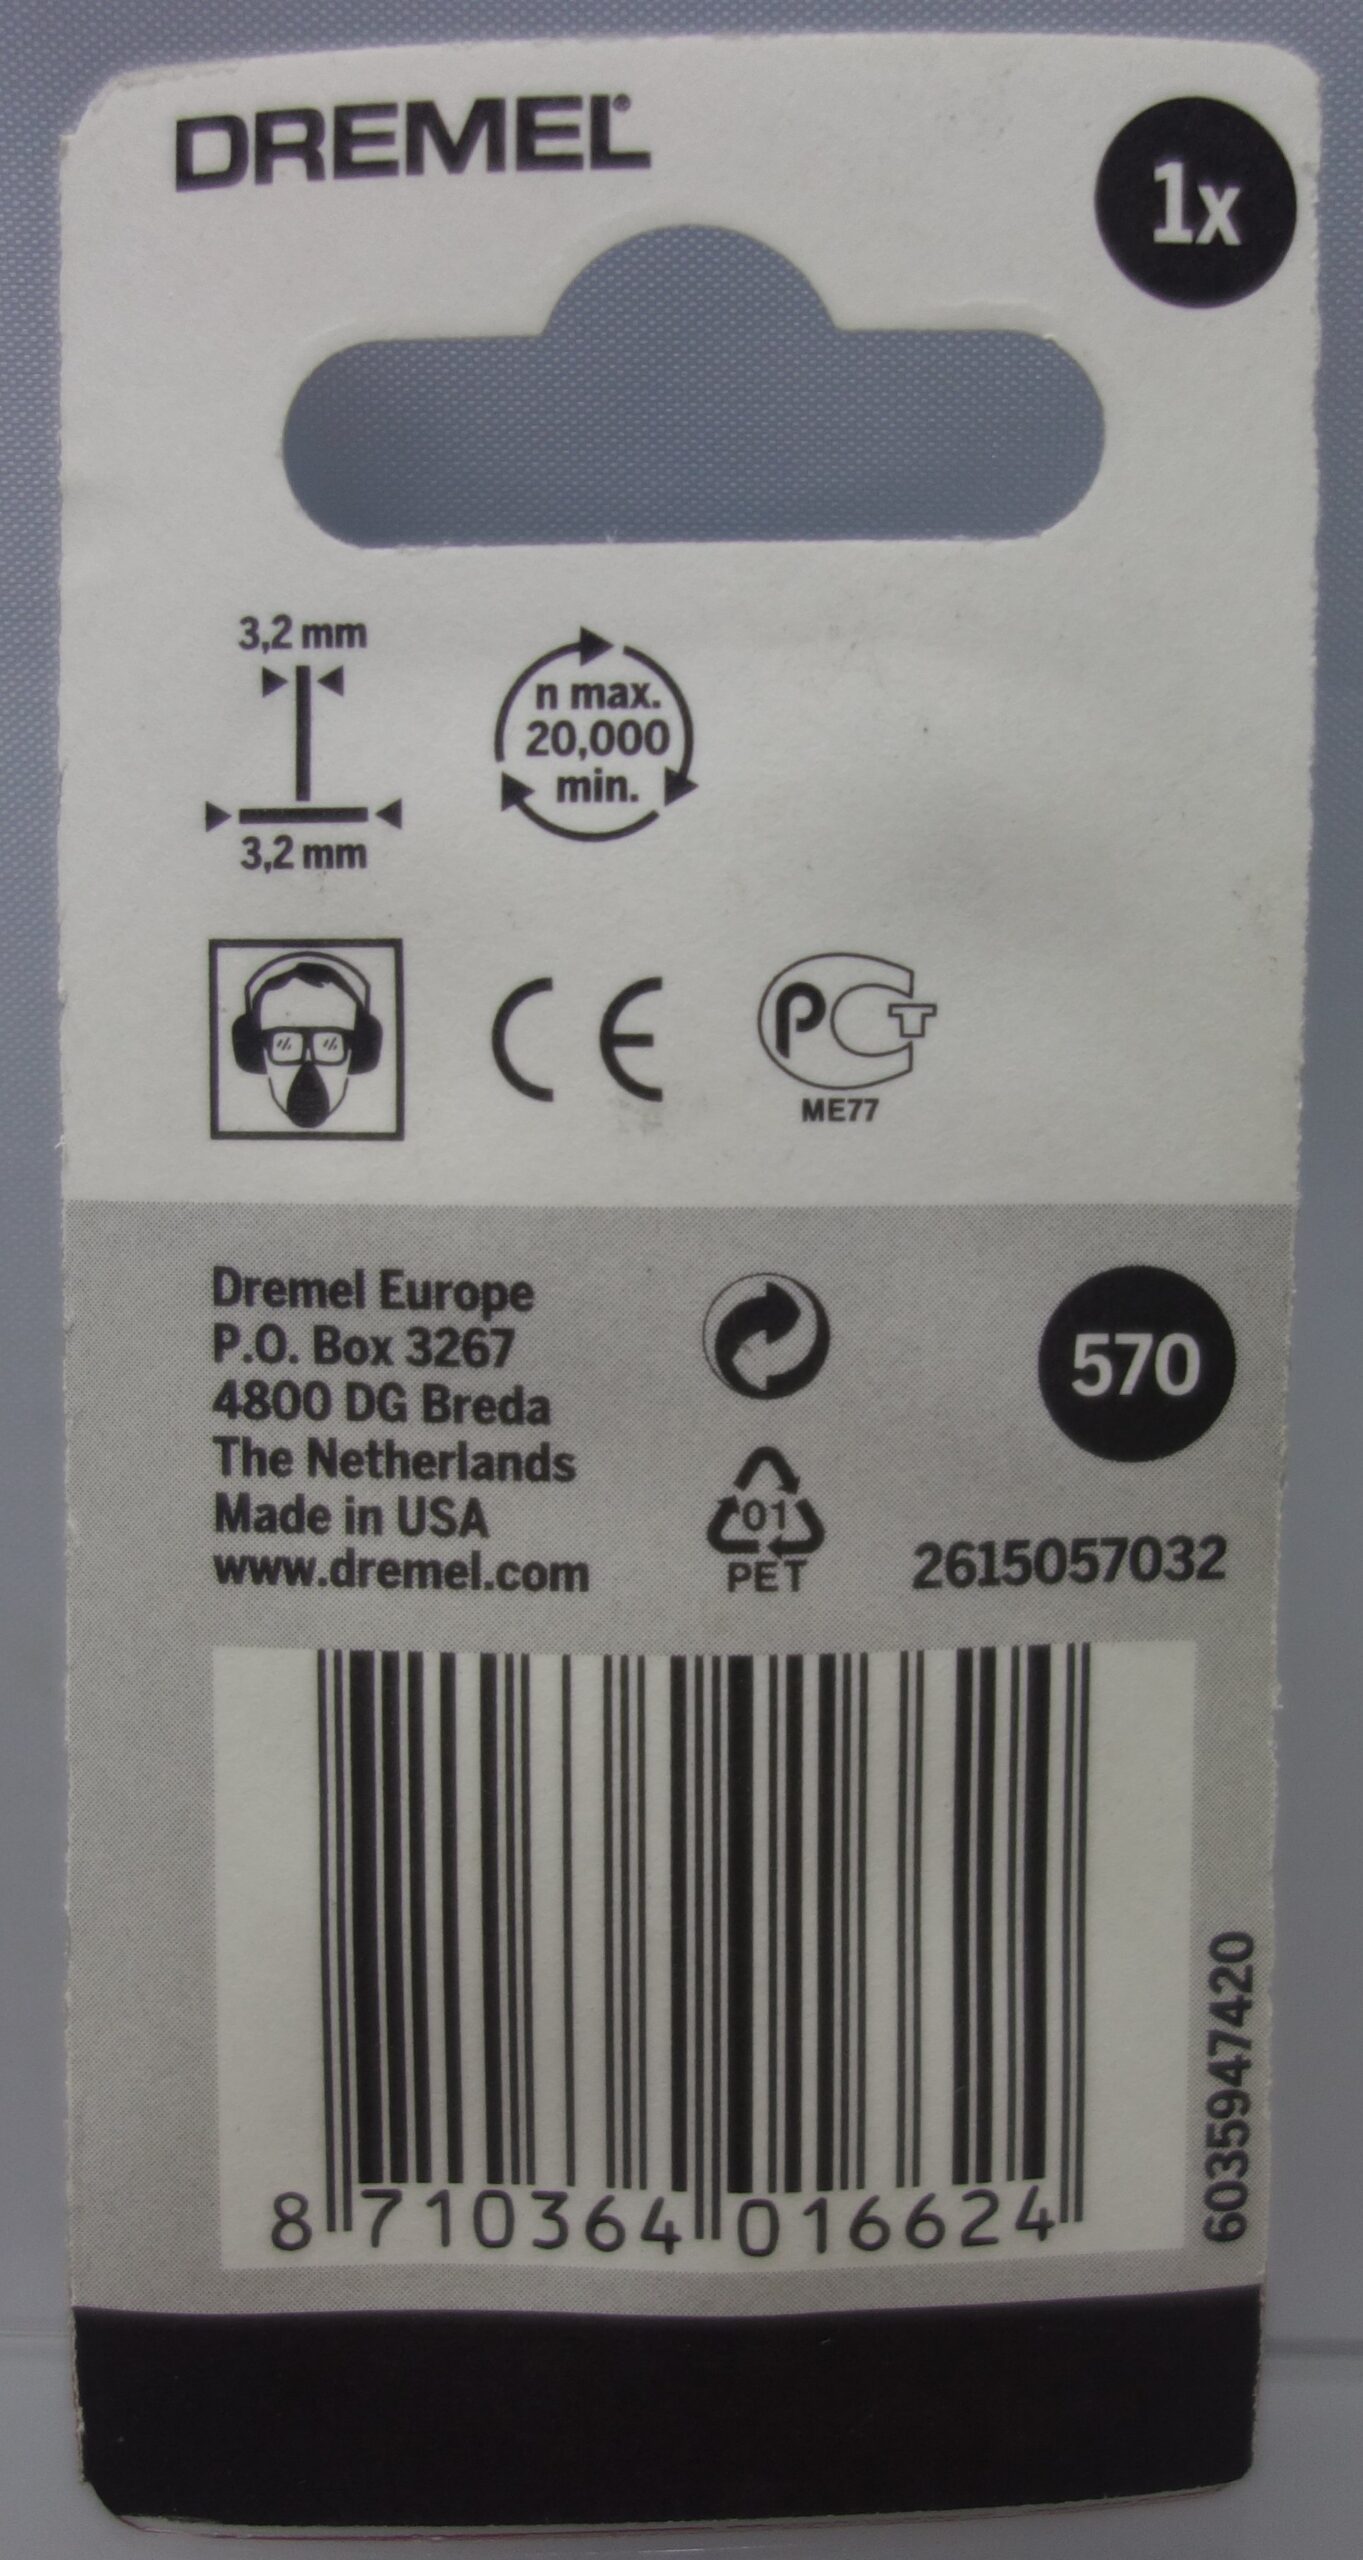 DREMEL®
1x
3,2 mm
3,2 mm
n max.
20,000
min.
CE
PCT
ME77
Dremel Europe
P.O. Box 3267
4800 DG Breda
The Netherlands
Made in USA
www.dremel.com
01
PET
570
2615057032
8 710364 016624
6035947420